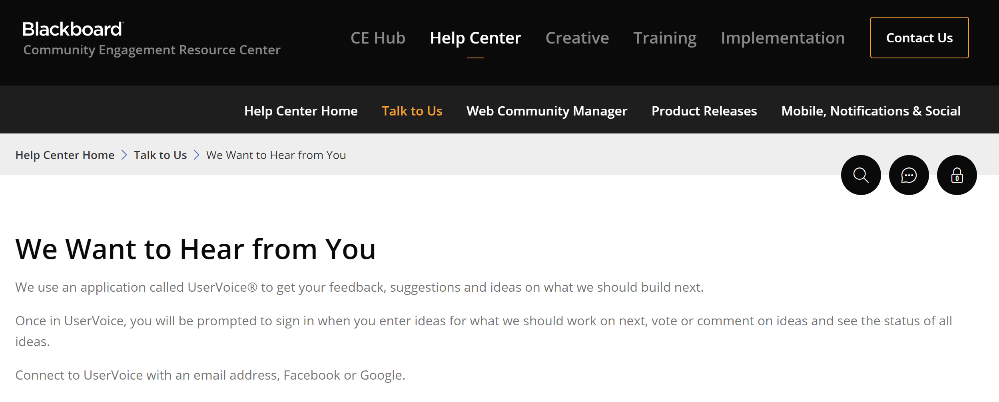 Blackboard
Community Engagement Resource Center
CE Hub Help Center Creative Training Implementation Contact Us
Help Center Home Talk to Us Web Community Manager Product Releases Mobile, Notifications & Social
Help Center Home > Talk to Us > We Want to Hear from You
We Want to Hear from You
We use an application called UserVoice® to get your feedback, suggestions and ideas on what we should build next.
Once in UserVoice, you will be prompted to sign in when you enter ideas for what we should work on next, vote or comment on ideas and see the status of all
ideas.
Connect to UserVoice with an email address, Facebook or Google.